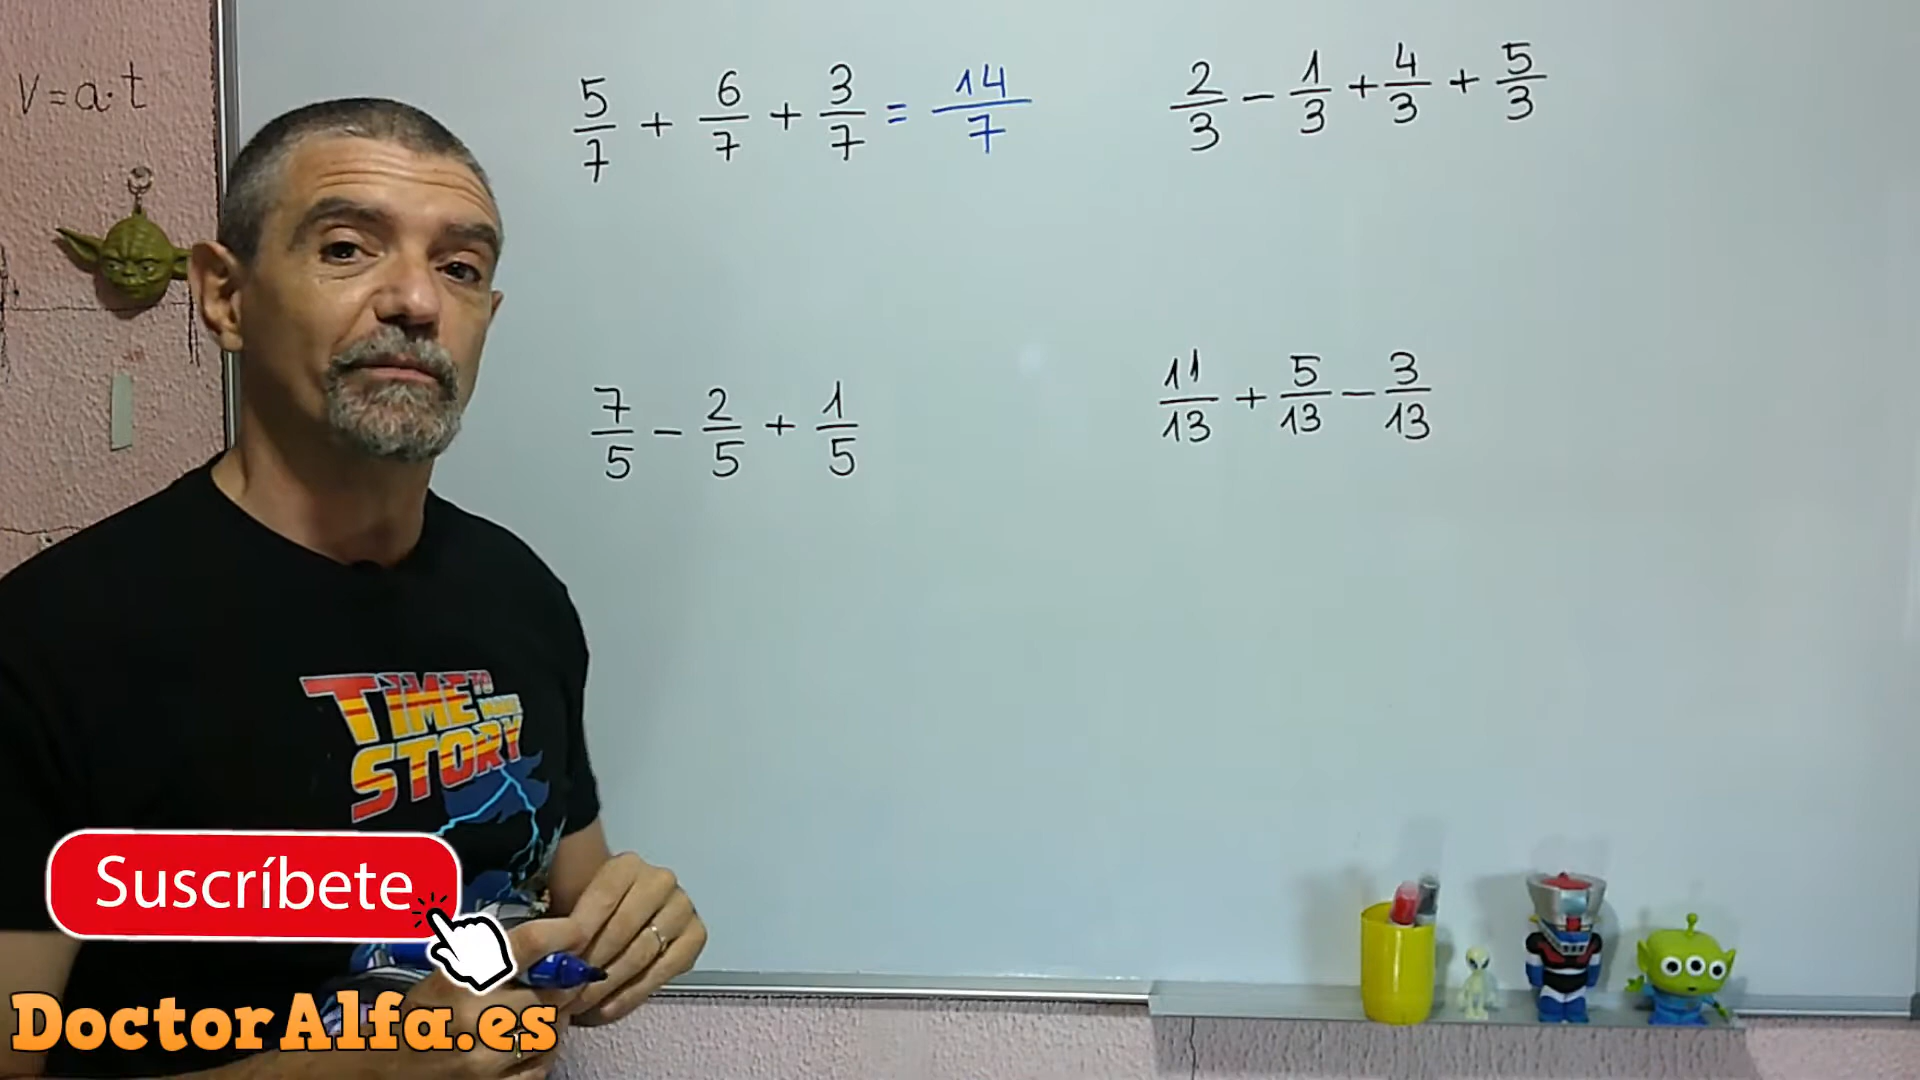 V = a · t
5/7 + 6/7 + 3/7 = 14/7
2/3 - 1/3 + 4/3 + 5/3
7/5 - 2/5 + 1/5
11/13 + 5/13 - 3/13
TIME TO
STORY
Suscríbete
DoctorAlfa.es